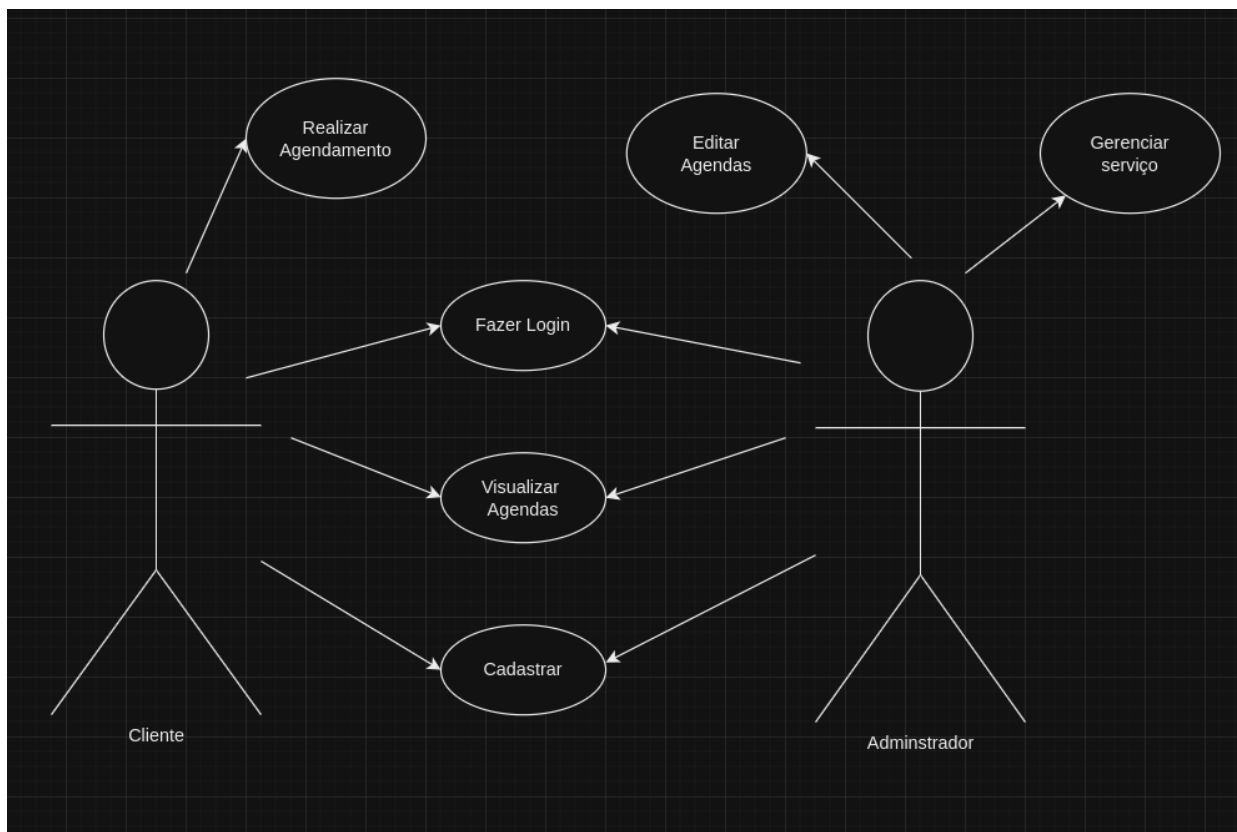 Realizar
Agendamento
Editar
Agendas
Gerenciar
serviço
Fazer Login
Visualizar
Agendas
Cadastrar
Cliente
Adminstrador